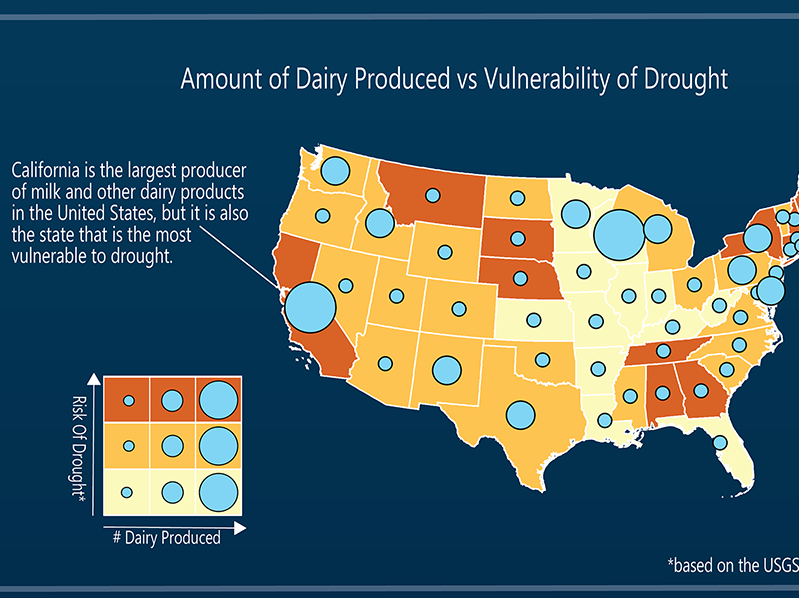 Amount of Dairy Produced vs Vulnerability of Drought
California is the largest producer
of milk and other dairy products
in the United States, but it is also
the state that is the most
vulnerable to drought.
Risk Of Drought*
# Dairy Produced
*based on the USGS